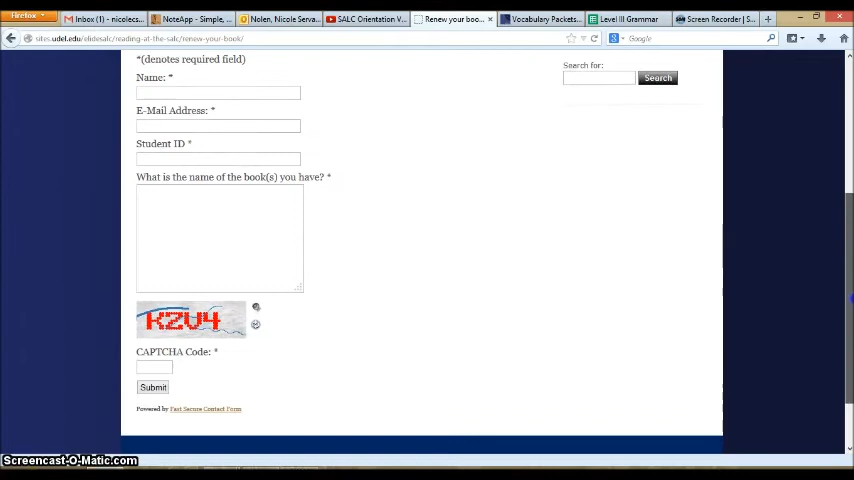 Firefox
Inbox (1) - nicolecs...
NoteApp - Simple, ...
Nolen, Nicole Serva...
SALC Orientation V...
Renew your boo...
Vocabulary Packets...
Level III Grammar
Screen Recorder | S...
sites.udel.edu/elidesalc/reading-at-the-salc/renew-your-book/
Google
*(denotes required field)
Search for:
Search
Name: *
E-Mail Address: *
Student ID *
What is the name of the book(s) you have? *
KZV4
CAPTCHA Code: *
Submit
Powered by Fast Secure Contact Form
Screencast-O-Matic.com